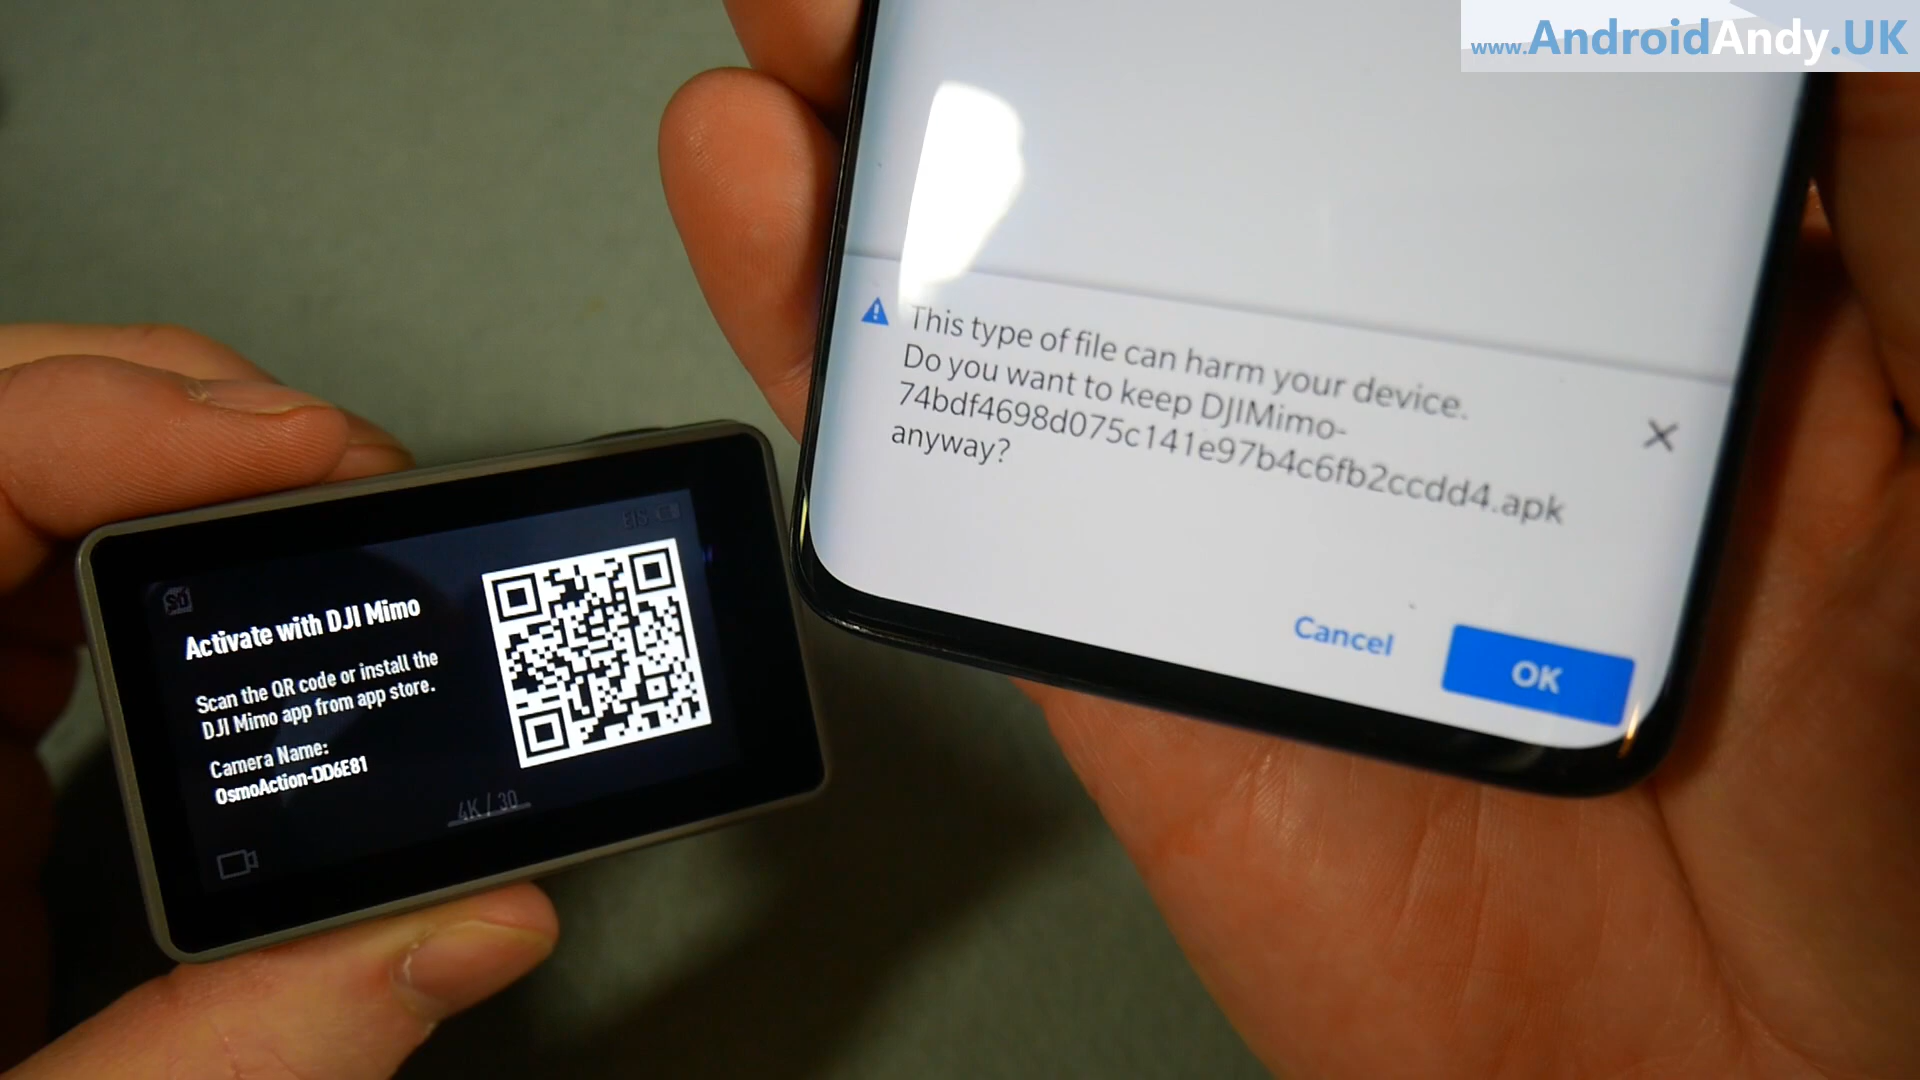 www.AndroidAndy.UK
This type of file can harm your device.
Do you want to keep DJIMimo-
74bdf4698d075c141e97b4c6fb2ccdd4.apk
anyway?
Cancel
OK
EIS
SD
Activate with DJI Mimo
Scan the QR code or install the
DJI Mimo app from app store.
Camera Name:
OsmoAction-DD6E81
4K / 30